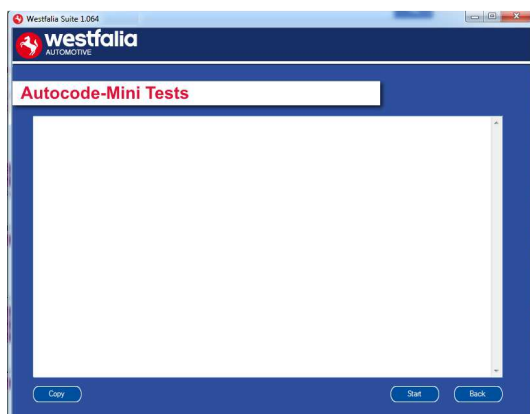 Westfalia Suite 1.064
westfalia
AUTOMOTIVE
Autocode-Mini Tests
Copy
Start
Back